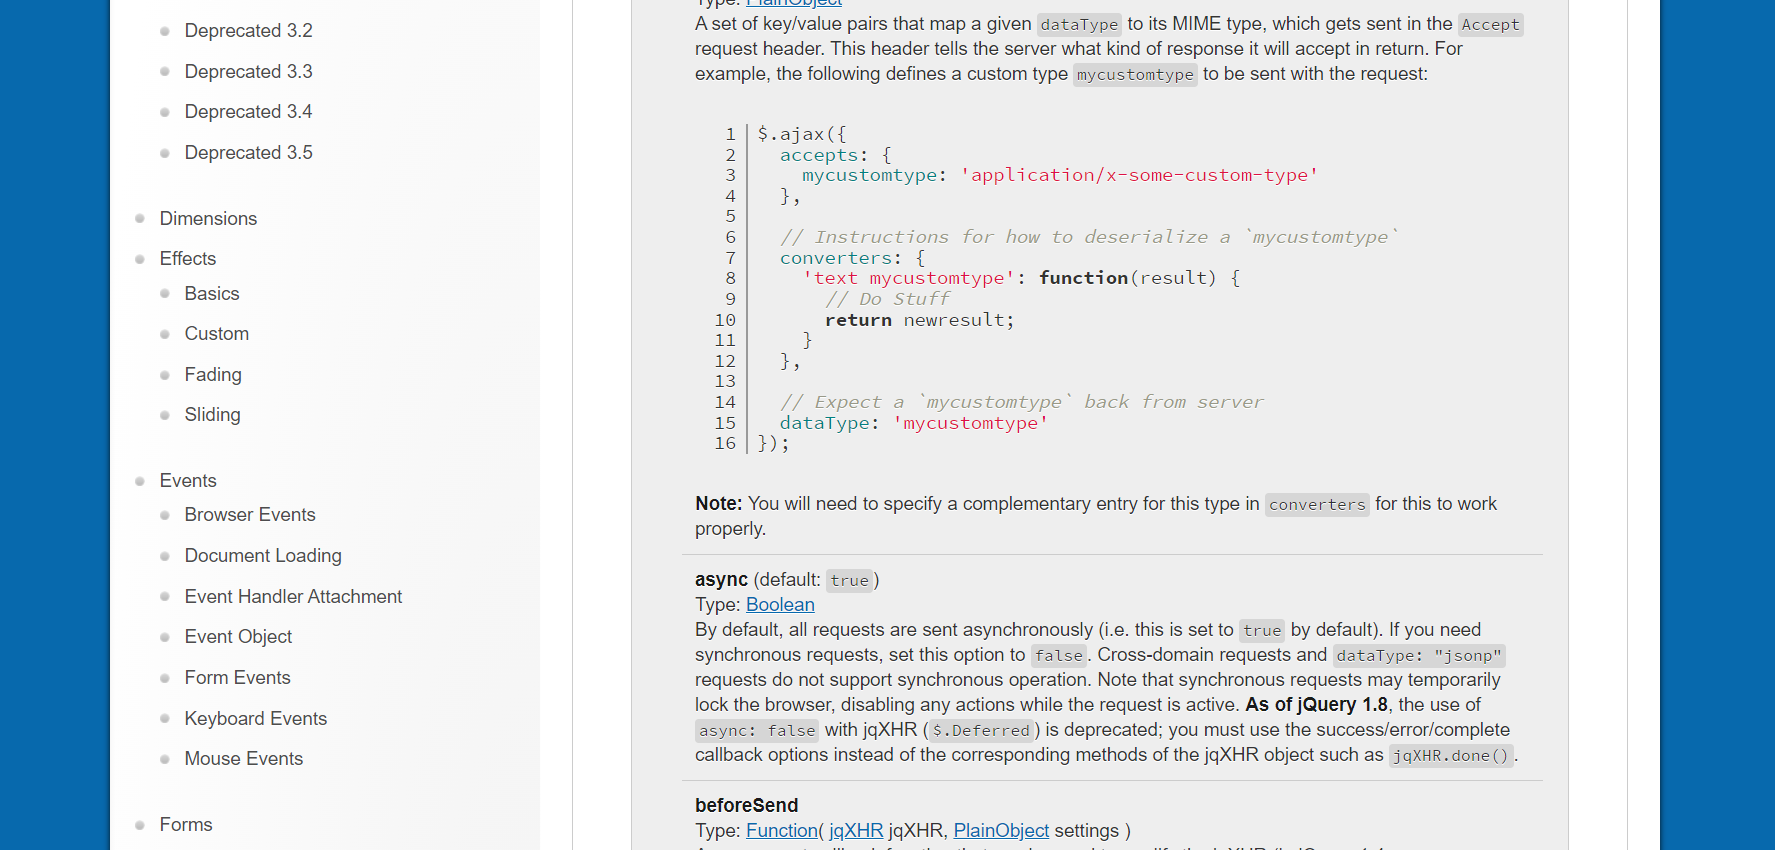 Deprecated 3.2
Deprecated 3.3
Deprecated 3.4
Deprecated 3.5
Dimensions
Effects
Basics
Custom
Fading
Sliding
Events
Browser Events
Document Loading
Event Handler Attachment
Event Object
Form Events
Keyboard Events
Mouse Events
Forms
Type: PlainObject
A set of key/value pairs that map a given dataType to its MIME type, which gets sent in the Accept
request header. This header tells the server what kind of response it will accept in return. For
example, the following defines a custom type mycustomtype to be sent with the request:
1 $.ajax({
2   accepts: {
3     mycustomtype: 'application/x-some-custom-type'
4   },
5
6   // Instructions for how to deserialize a `mycustomtype`
7   converters: {
8     'text mycustomtype': function(result) {
9       // Do Stuff
10       return newresult;
11     }
12   },
13
14   // Expect a `mycustomtype` back from server
15   dataType: 'mycustomtype'
16 });
Note: You will need to specify a complementary entry for this type in converters for this to work
properly.
async (default: true)
Type: Boolean
By default, all requests are sent asynchronously (i.e. this is set to true by default). If you need
synchronous requests, set this option to false. Cross-domain requests and dataType: "jsonp"
requests do not support synchronous operation. Note that synchronous requests may temporarily
lock the browser, disabling any actions while the request is active. As of jQuery 1.8, the use of
async: false with jqXHR ($.Deferred) is deprecated; you must use the success/error/complete
callback options instead of the corresponding methods of the jqXHR object such as jqXHR.done().
beforeSend
Type: Function( jqXHR jqXHR, PlainObject settings )